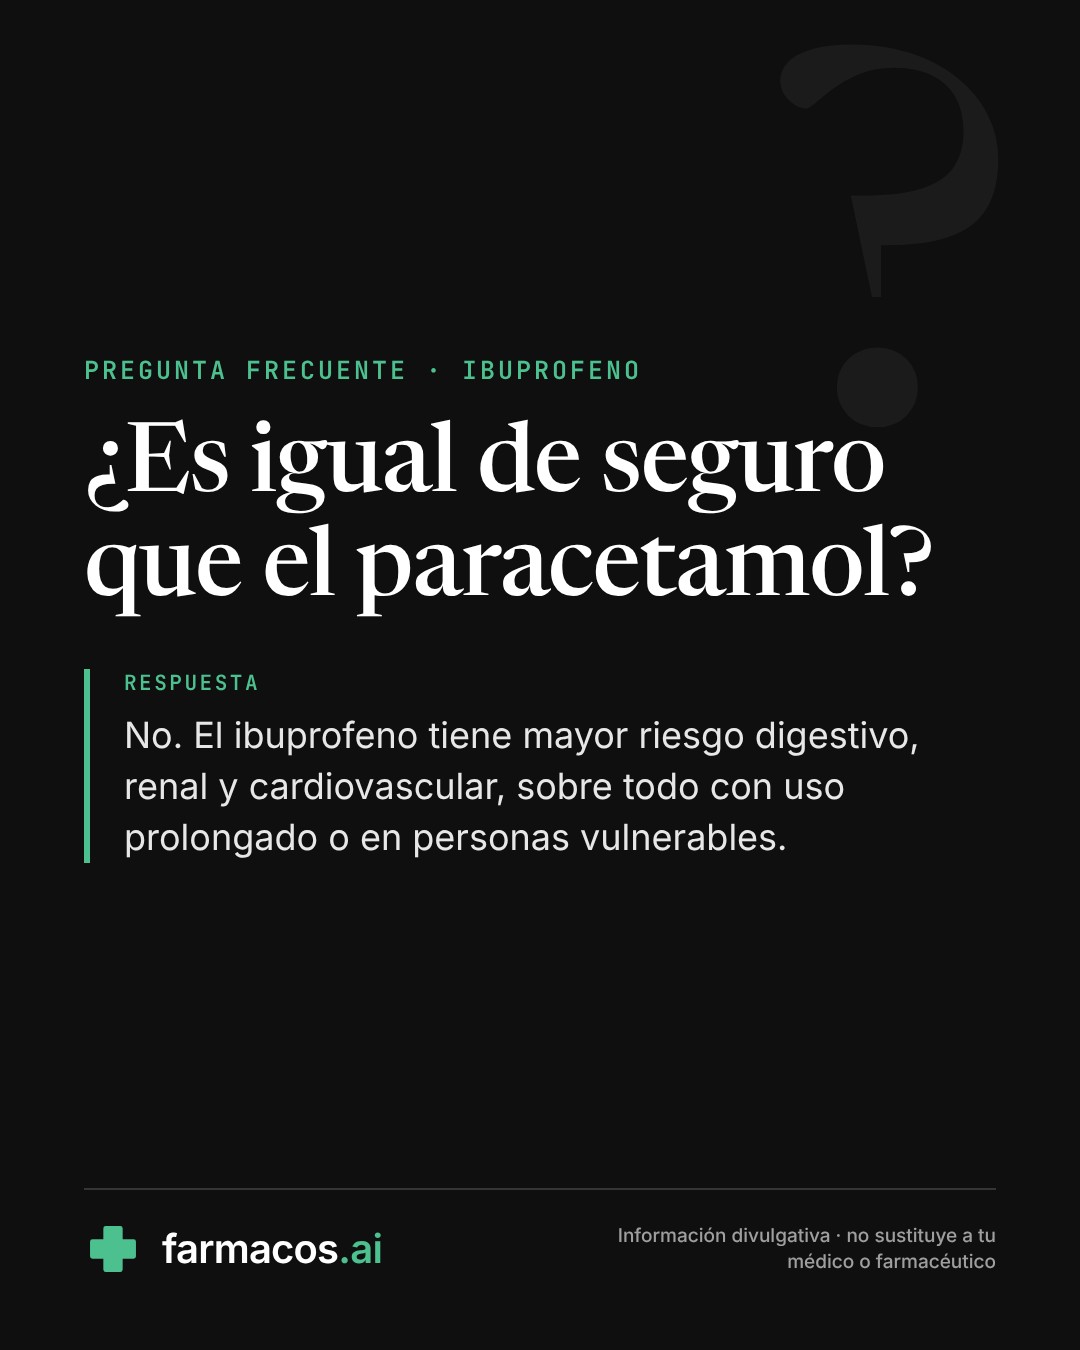 ?
PREGUNTA FRECUENTE · IBUPROFENO
¿Es igual de seguro
que el paracetamol?
RESPUESTA
No. El ibuprofeno tiene mayor riesgo digestivo,
renal y cardiovascular, sobre todo con uso
prolongado o en personas vulnerables.
farmacos.ai
Información divulgativa · no sustituye a tu
médico o farmacéutico